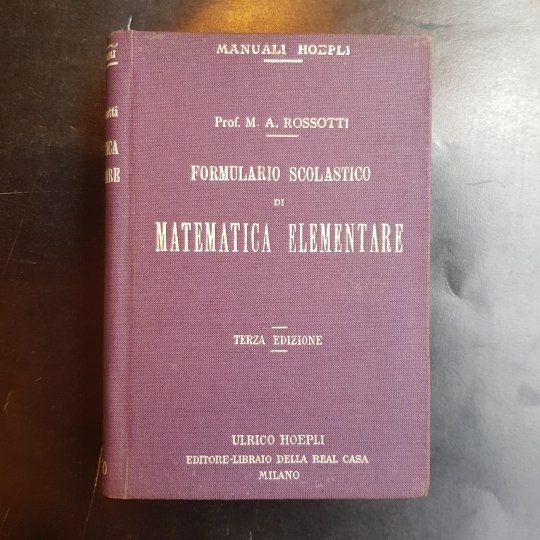 MANUALI HOEPLI
Prof. M. A. ROSSOTTI
FORMULARIO SCOLASTICO
DI
MATEMATICA ELEMENTARE
TERZA EDIZIONE
ULRICO HOEPLI
EDITORE-LIBRAIO DELLA REAL CASA
MILANO